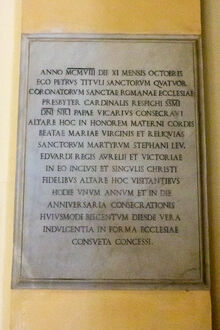 ANNO MCMVIII DIE XI MENSIS OCTOBRIS
EGO PETRUS TITULI SANCTORUM QUATUOR
CORONATORUM SANCTAE ROMANAE ECCLESIAE
PRESBYTER CARDINALIS RESPIGHI SSMI
DNI NRI PAPAE VICARIUS CONSECRAVI
ALTARE HOC IN HONOREM MATERNI CORDIS
BEATAE MARIAE VIRGINIS ET RELIQUIAS
SANCTORUM MARTYRUM STEPHANI LEV.
EDUARDI REGIS AURELII ET VICTORIAE
IN EO INCLUSI ET SINGULIS CHRISTI
FIDELIBUS ALTARE HOC VISITANTIBUS
HODIE UNUM ANNUM ET IN DIE
ANNIVERSARIA CONSECRATIONIS
HUIUSMODI BISCENTUM DIES DE VERA
INDULGENTIA IN FORMA ECCLESIAE
CONSUETA CONCESSI.